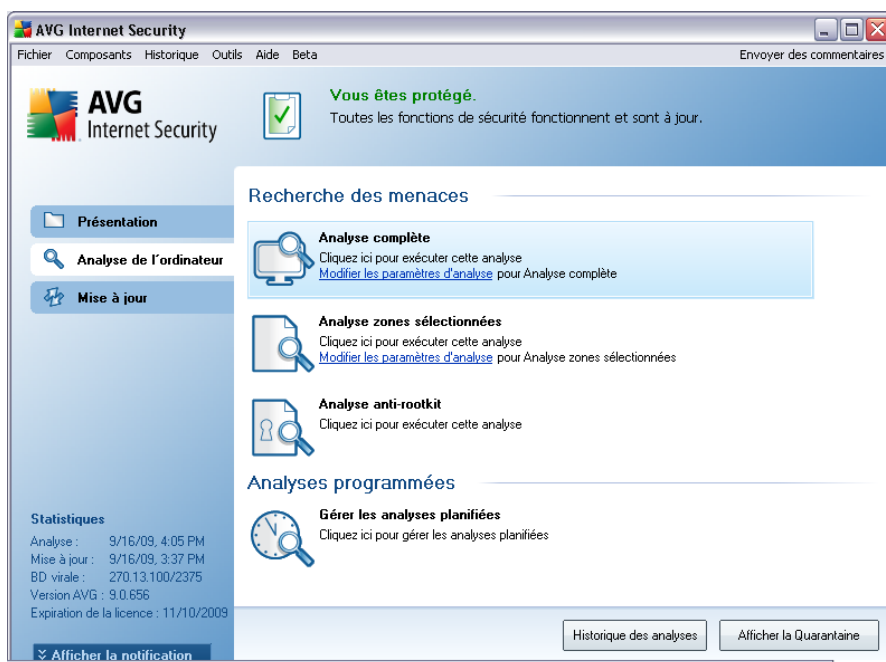 AVG Internet Security
Fichier Composants Historique Outils Aide Beta Envoyer des commentaires
AVG
Internet Security
Vous êtes protégé.
Toutes les fonctions de sécurité fonctionnent et sont à jour.
Présentation
Analyse de l'ordinateur
Mise à jour
Recherche des menaces
Analyse complète
Cliquez ici pour exécuter cette analyse
Modifier les paramètres d'analyse pour Analyse complète
Analyse zones sélectionnées
Cliquez ici pour exécuter cette analyse
Modifier les paramètres d'analyse pour Analyse zones sélectionnées
Analyse anti-rootkit
Cliquez ici pour exécuter cette analyse
Analyses programmées
Gérer les analyses planifiées
Cliquez ici pour gérer les analyses planifiées
Statistiques
Analyse : 9/16/09, 4:05 PM
Mise à jour : 9/16/09, 3:37 PM
BD virale : 270.13.100/2375
Version AVG : 9.0.656
Expiration de la licence : 11/10/2009
Afficher la notification
Historique des analyses
Afficher la Quarantaine